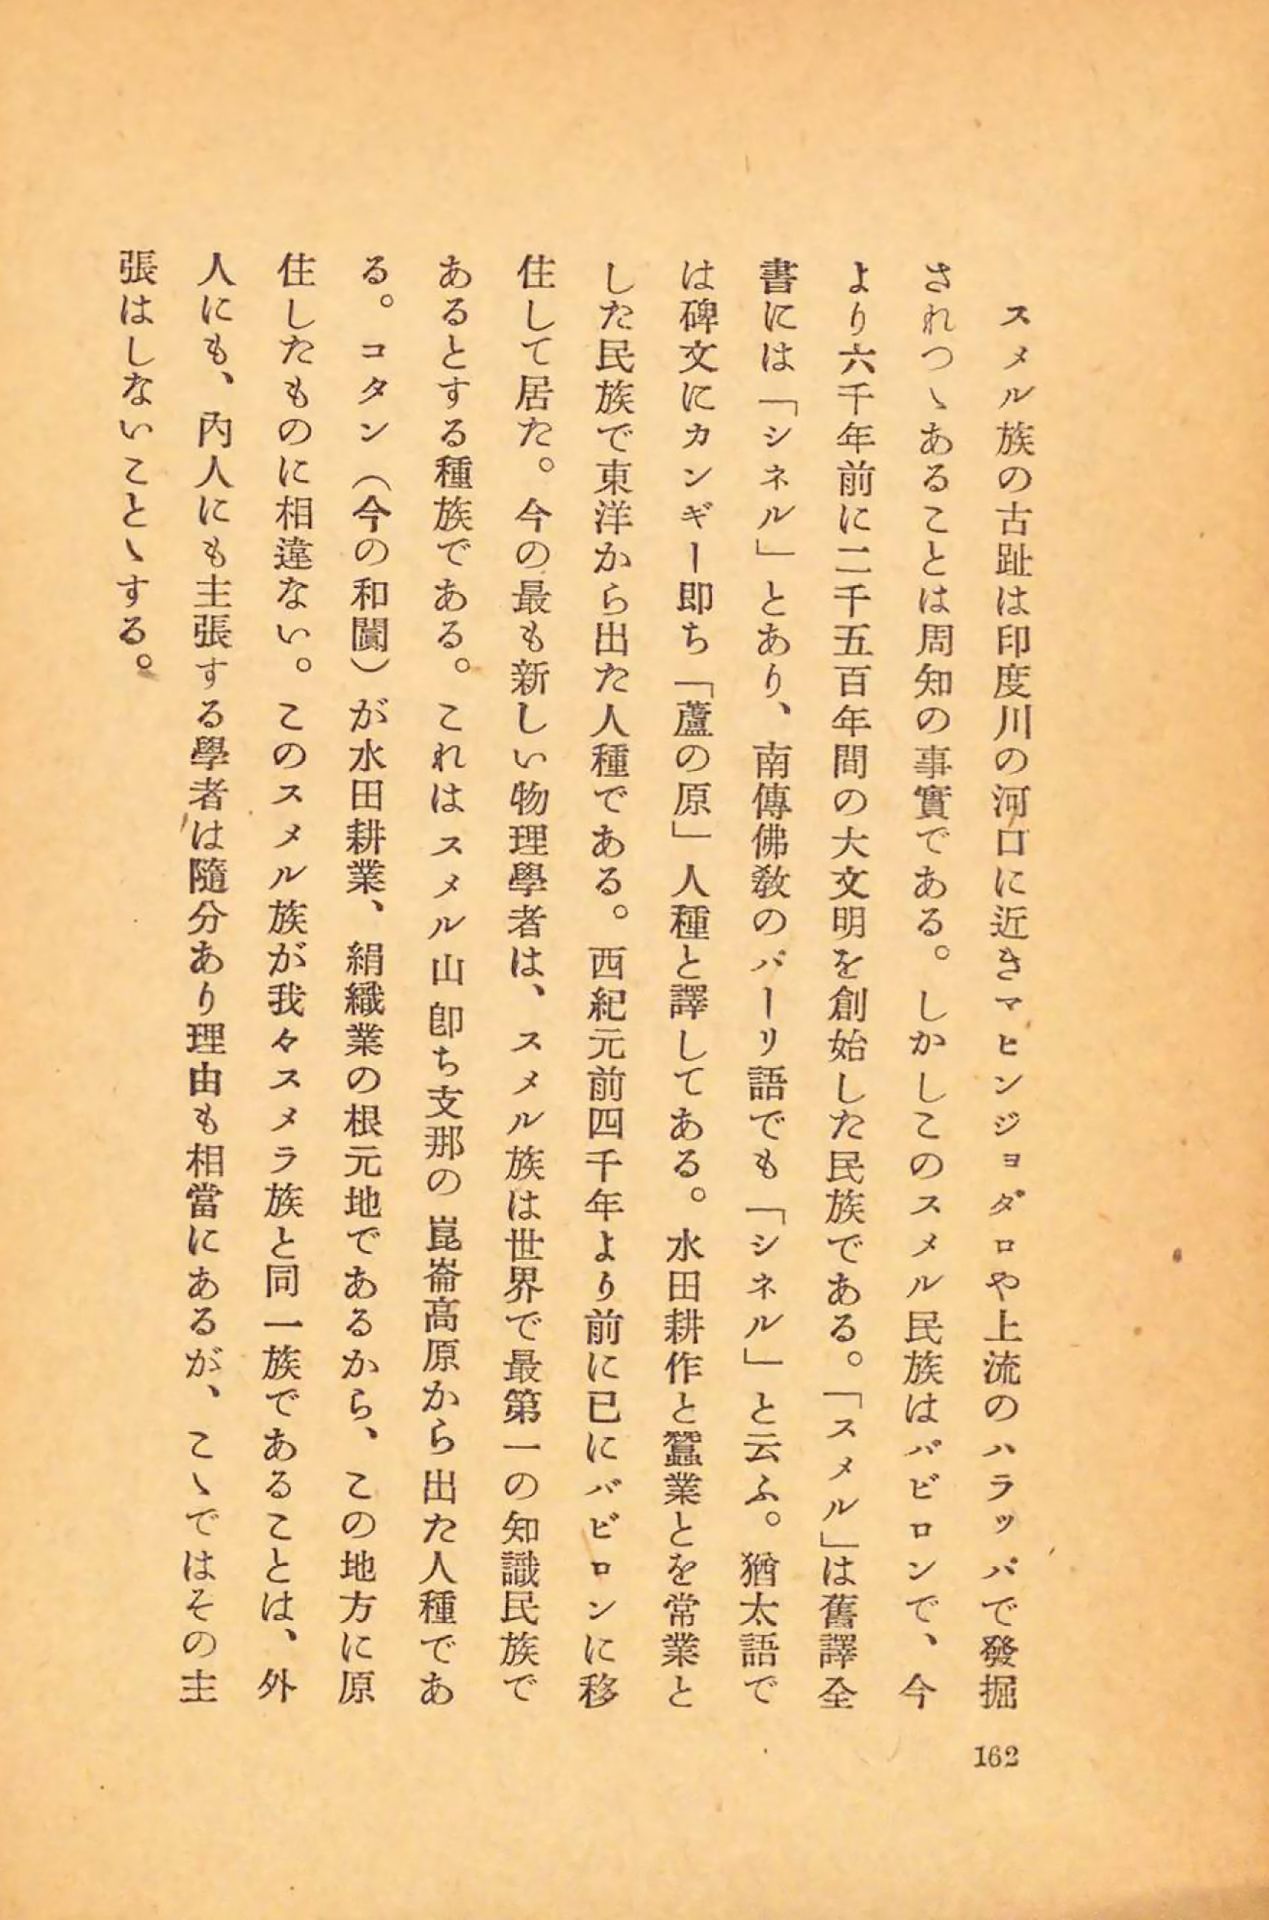 スメル族の古趾は印度川の河口に近きマヒンジョダロや上流のハラッパで發掘
されつゝあることは周知の事實である。しかしこのスメル民族はバビロンで、今
より六千年前に二千五百年間の大文明を創始した民族である。「スメル」は舊譯全
書には「シネル」とあり、南傳佛敎のパーリ語でも「シネル」と云ふ。猶太語で
は碑文にカンギー即ち「蘆の原」人種と譯してある。水田耕作と蠶業とを常業と
した民族で東洋から出た人種である。西紀元前四千年より前に已にバビロンに移
住して居た。今の最も新しい物理學者は、スメル族は世界で最第一の知識民族で
あるとする種族である。これはスメル山卽ち支那の崑崙高原から出た人種であ
る。コタン（今の和闐）が水田耕業、絹織業の根元地であるから、この地方に原
住したものに相違ない。このスメル族が我々スメラ族と同一族であることは、外
人にも、內人にも主張する學者は隨分あり理由も相當にあるが、こゝではその主
張はしないことゝする。
162